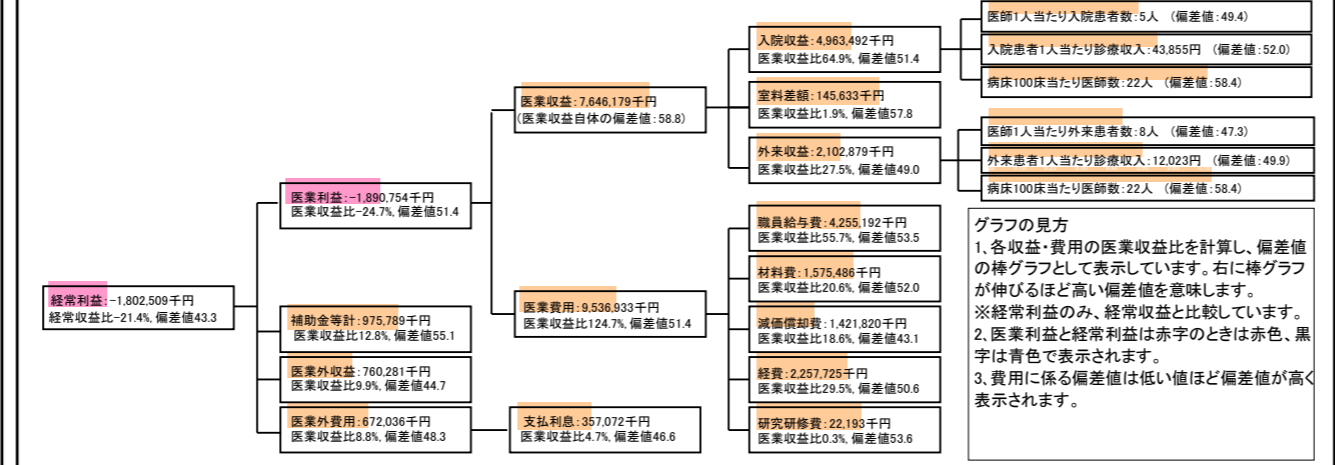 経常利益:-1,802,509千円
経常収比-21.4%, 偏差値43.3
医業利益:-1,890,754千円
医業収益比-24.7%, 偏差値51.4
補助金等計:975,789千円
医業収益比12.8%, 偏差値55.1
医業外収益:760,281千円
医業収益比9.9%, 偏差値44.7
医業外費用:672,036千円
医業収益比8.8%, 偏差値48.3
医業収益:7,646,179千円
(医業収益自体の偏差値:58.8)
医業費用:9,536,933千円
医業収益比124.7%, 偏差値51.4
支払利息:357,072千円
医業収益比4.7%, 偏差値46.6
入院収益:4,963,492千円
医業収益比64.9%, 偏差値51.4
室料差額:145,633千円
医業収益比1.9%, 偏差値57.8
外来収益:2,102,879千円
医業収益比27.5%, 偏差値49.0
職員給与費:4,255,192千円
医業収益比55.7%, 偏差値53.5
材料費:1,575,486千円
医業収益比20.6%, 偏差値52.0
減価償却費:1,421,820千円
医業収益比18.6%, 偏差値43.1
経費:2,257,725千円
医業収益比29.5%, 偏差値50.6
研究研修費:22,193千円
医業収益比0.3%, 偏差値53.6
医師1人当たり入院患者数:5人 (偏差値:49.4)
入院患者1人当たり診療収入:43,855円 (偏差値:52.0)
病床100床当たり医師数:22人 (偏差値:58.4)
医師1人当たり外来患者数:8人 (偏差値:47.3)
外来患者1人当たり診療収入:12,023円 (偏差値:49.9)
病床100床当たり医師数:22人 (偏差値:58.4)
グラフの見方
1、各収益・費用の医業収益比を計算し、偏差値
の棒グラフとして表示しています。右に棒グラフ
が伸びるほど高い偏差値を意味します。
※経常利益のみ、経常収益と比較しています。
2、医業利益と経常利益は赤字のときは赤色、黒
字は青色で表示されます。
3、費用に係る偏差値は低い値ほど偏差値が高く
表示されます。